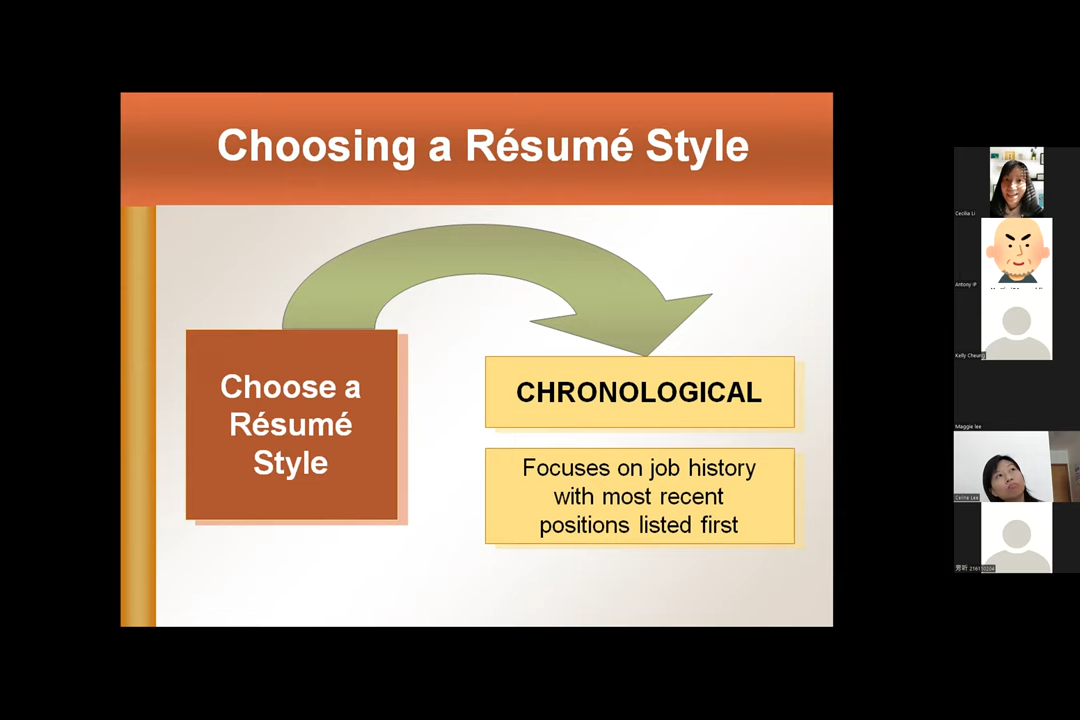 Choosing a Résumé Style
Choose a
Résumé
Style
CHRONOLOGICAL
Focuses on job history
with most recent
positions listed first
Cecilia Li
Antony IP
Kelly Cheung
Maggie lee
Celine Lee